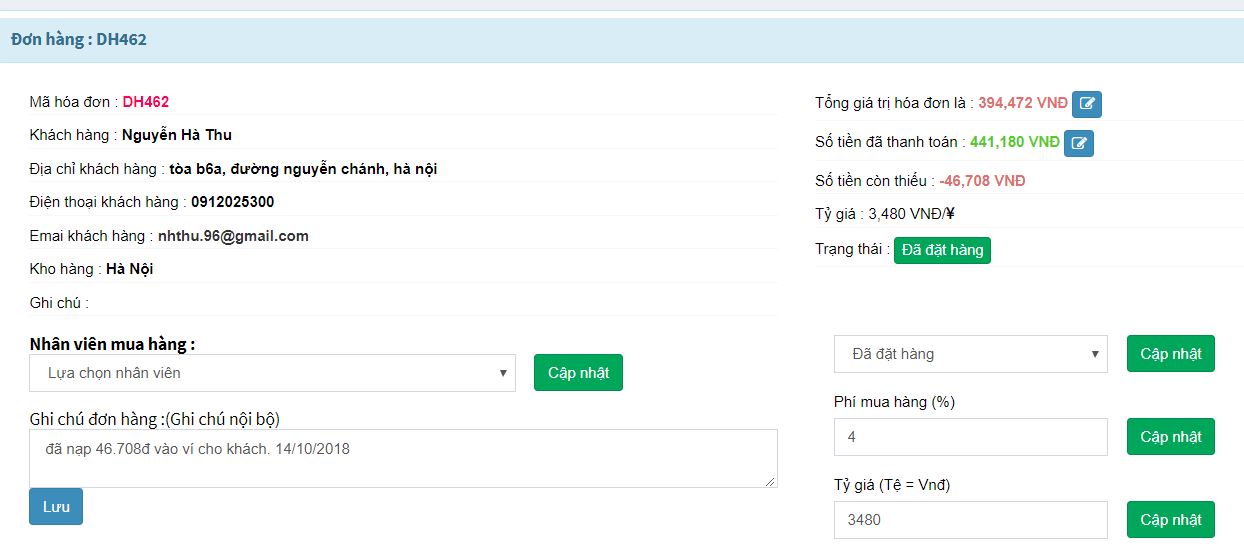 Đơn hàng : DH462
Mã hóa đơn : DH462
Khách hàng : Nguyễn Hà Thu
Địa chỉ khách hàng : tòa b6a, đường nguyễn chánh, hà nội
Điện thoại khách hàng : 0912025300
Emai khách hàng : nhthu.96@gmail.com
Kho hàng : Hà Nội
Ghi chú :
Tổng giá trị hóa đơn là : 394,472 VNĐ
Số tiền đã thanh toán : 441,180 VNĐ
Số tiền còn thiếu : -46,708 VNĐ
Tỷ giá : 3,480 VNĐ/¥
Trạng thái : Đã đặt hàng
Nhân viên mua hàng :
Lựa chọn nhân viên Cập nhật
Ghi chú đơn hàng :(Ghi chú nội bộ)
đã nạp 46.708đ vào ví cho khách. 14/10/2018
Lưu
Đã đặt hàng Cập nhật
Phí mua hàng (%)
4 Cập nhật
Tỷ giá (Tệ = Vnđ)
3480 Cập nhật